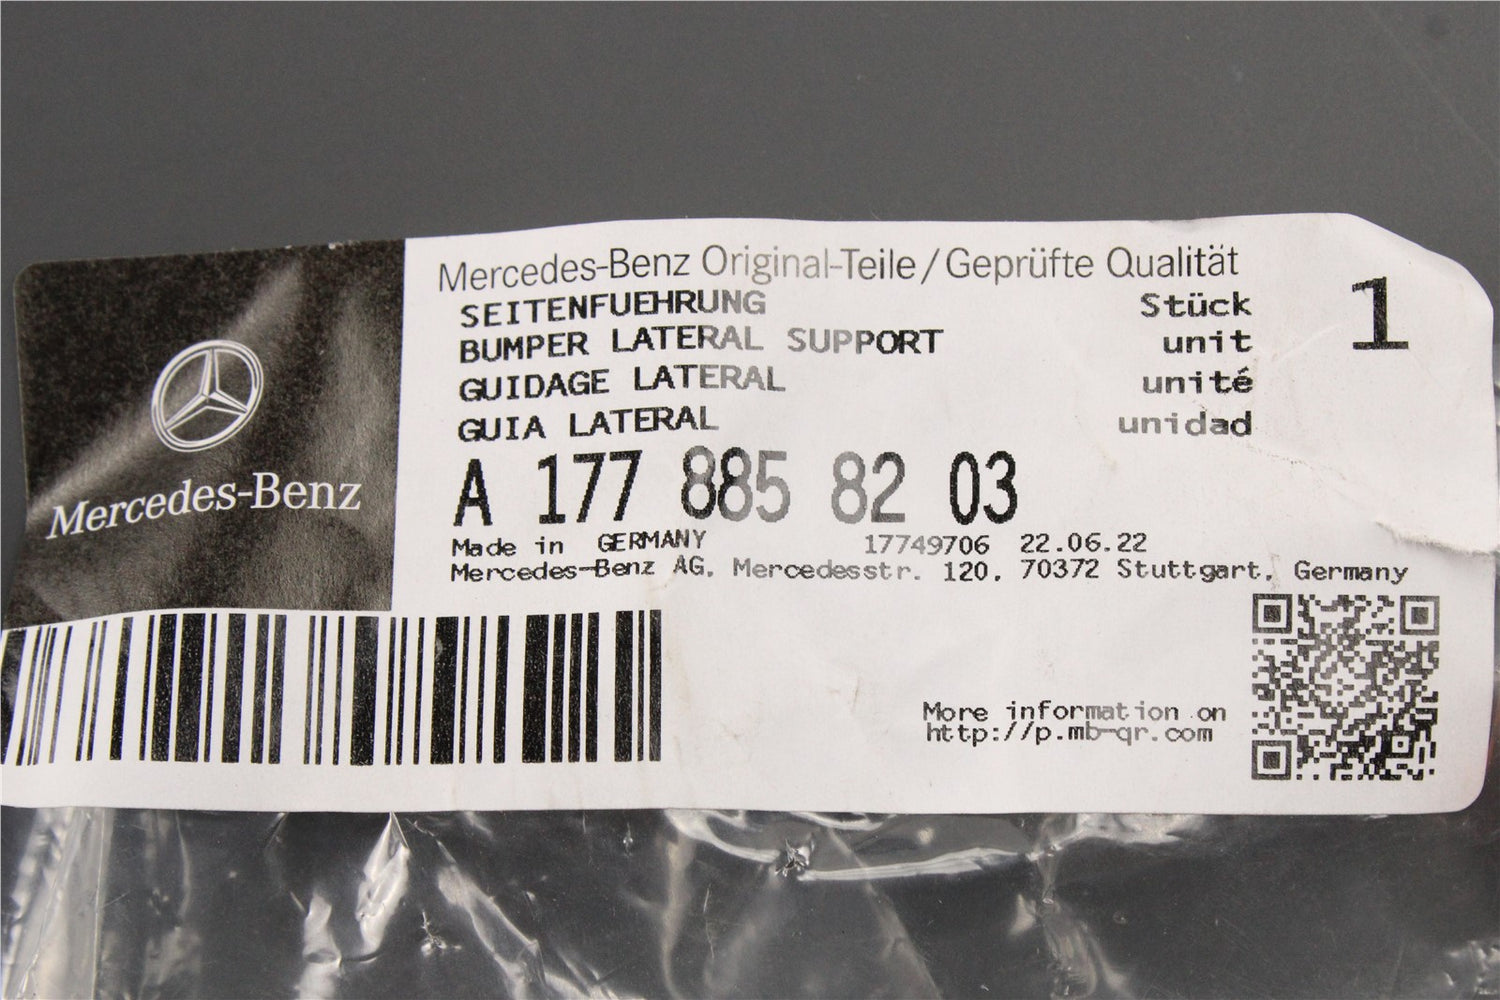 Mercedes-Benz
Mercedes-Benz Original-Teile/Geprüfte Qualität
SEITENFUEHRUNG Stück 1
BUMPER LATERAL SUPPORT unit
GUIDAGE LATERAL unité
GUIA LATERAL unidad
A 177 885 82 03
Made in GERMANY 17749706 22.06.22
Mercedes-Benz AG, Mercedesstr. 120, 70372 Stuttgart, Germany
More information on
http://p.mb-qr.com